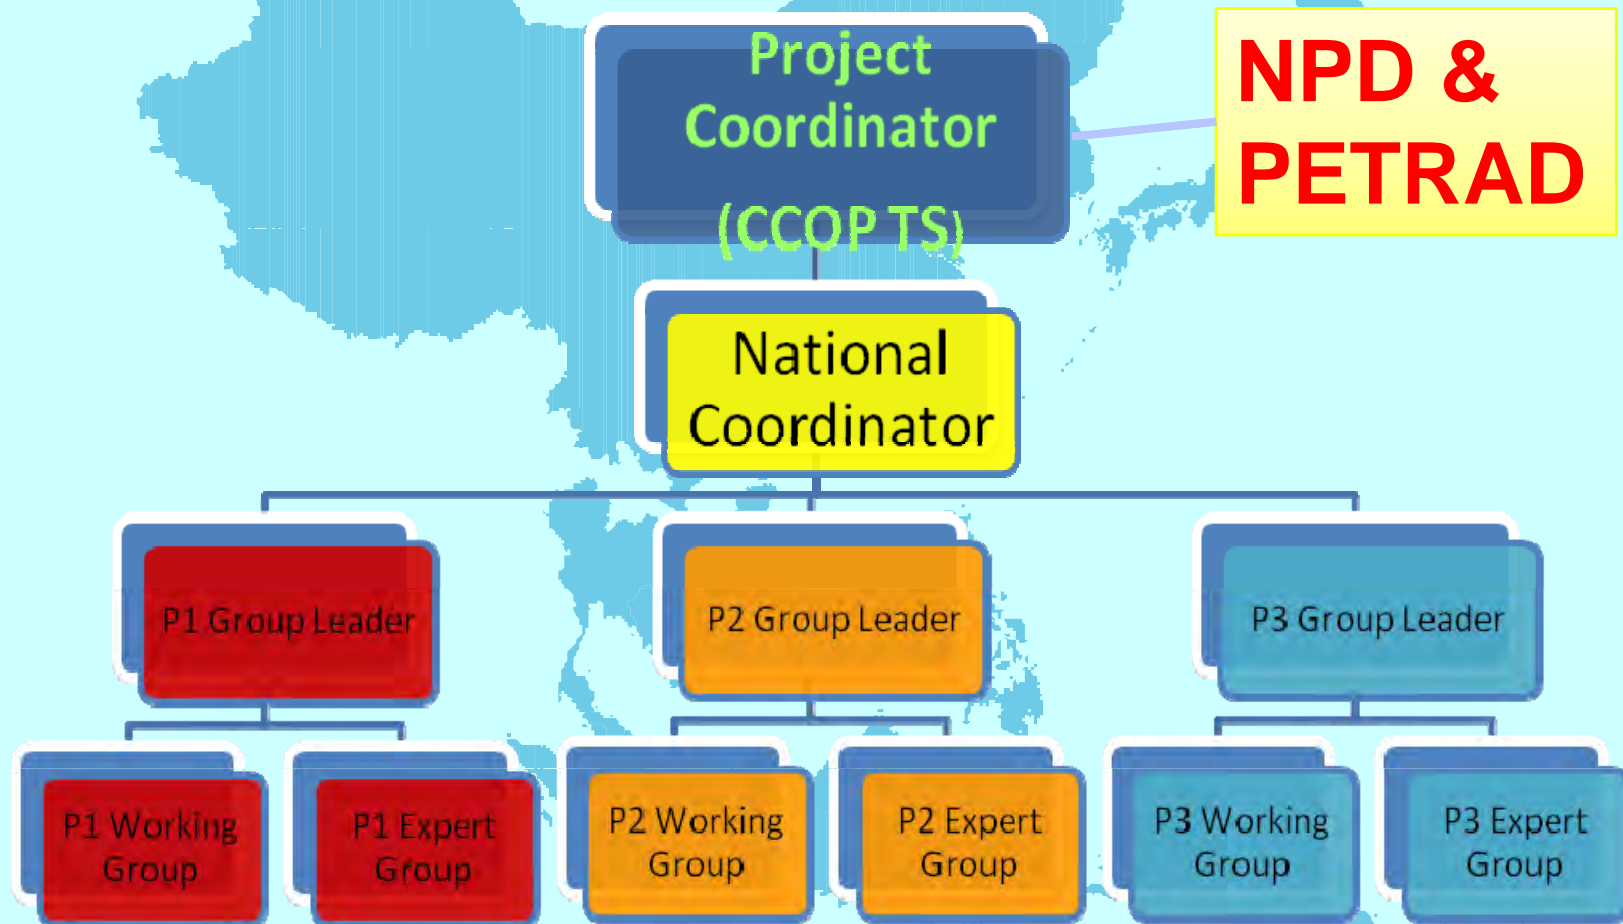 Project
Coordinator
(CCOP TS)
NPD &
PETRAD
National
Coordinator
P1 Group Leader
P2 Group Leader
P3 Group Leader
P1 Working
Group
P1 Expert
Group
P2 Working
Group
P2 Expert
Group
P3 Working
Group
P3 Expert
Group